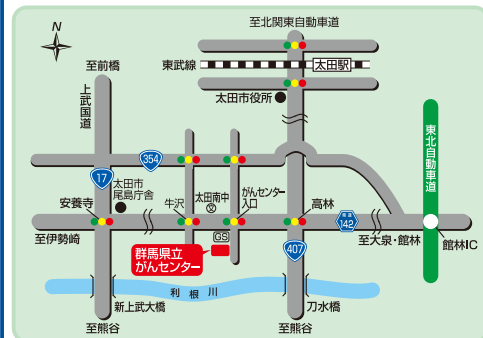 至北関東自動車道
N
至前橋
東武線
太田駅
上武国道
太田市役所
354
17
太田市
尾島庁舎
安養寺
牛沢
太田南中
文
がんセンター
入口
高林
県道
142
東北自動車道
至伊勢崎
GS
407
至大泉・館林
館林IC
群馬県立
がんセンター
利根川
新上武大橋
刀水橋
至熊谷
至熊谷